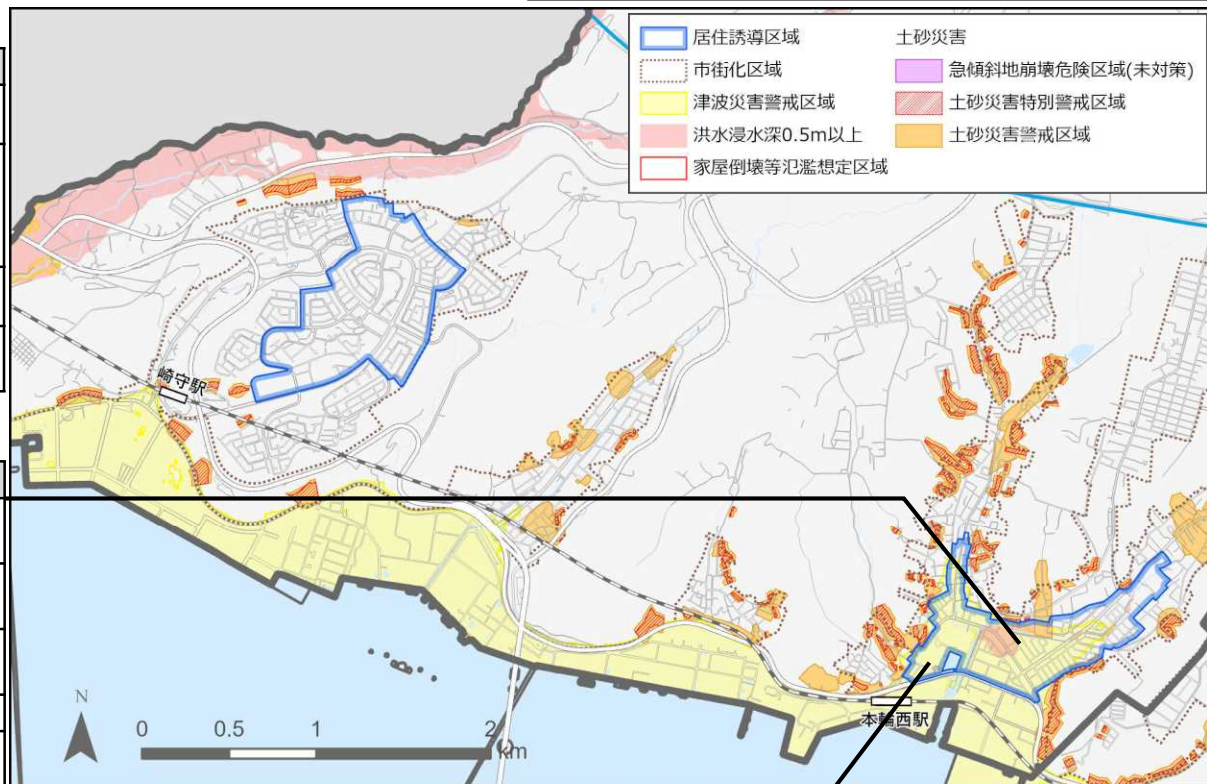 居住誘導区域
市街化区域
津波災害警戒区域
洪水浸水深0.5m以上
家屋倒壊等氾濫想定区域
土砂災害
急傾斜地崩壊危険区域(未対策)
土砂災害特別警戒区域
土砂災害警戒区域
崎守駅
本輪西駅
N
0 0.5 1 2
km